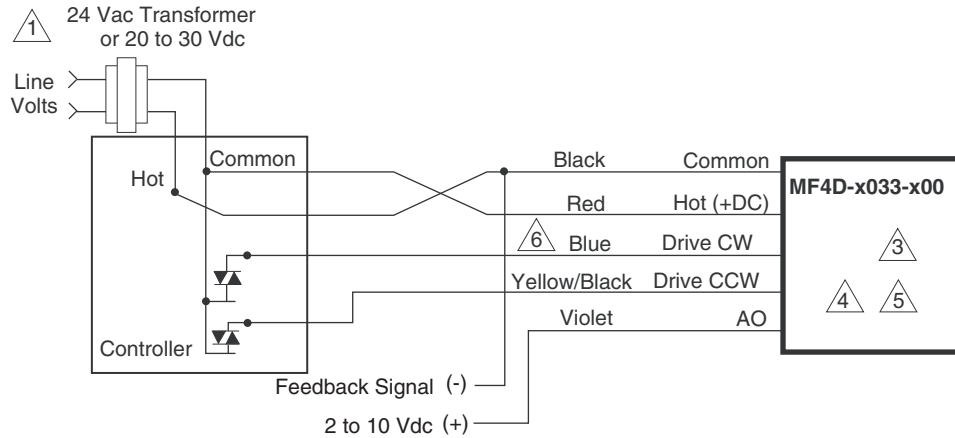 1
24 Vac Transformer
or 20 to 30 Vdc
Line
Volts
Common
Hot
Black
Common
MF4D-x033-x00
Red
Hot (+DC)
6
Blue
Drive CW
3
Yellow/Black
Drive CCW
4
5
Violet
AO
Controller
Feedback Signal (-)
2 to 10 Vdc (+)